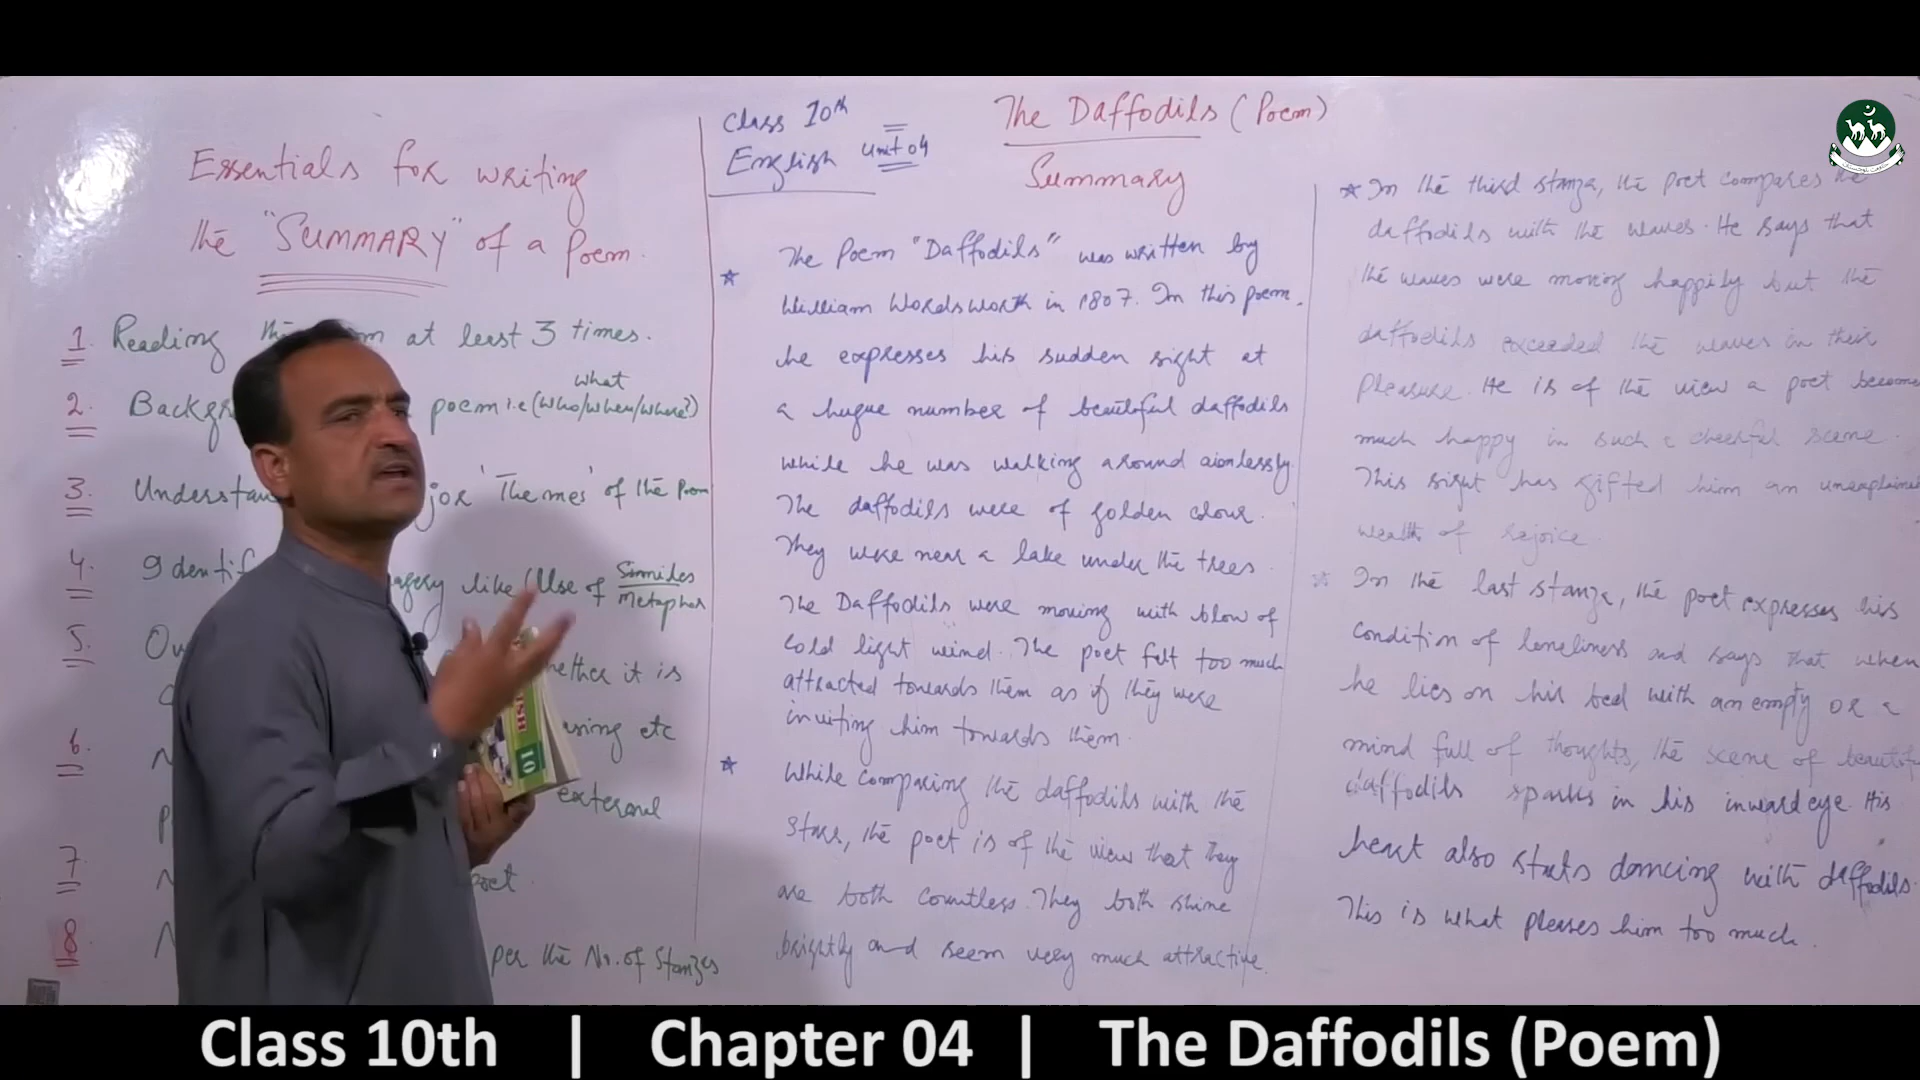 Essentials for writing
the "SUMMARY" of a Poem.
1. Reading at least 3 times.
what
2. poem i.e (who/when/where?)
3. 'Themes' of the Poem
4. like (Use of Similes
Metaphor
5.
whether it is
6. using etc
external
7. poet.
8. per the Nr. of Stanzas
Class 10th
English Unit 04
The Daffodils (Poem)
Summary
The Poem "Daffodils" was written by
William Wordsworth in 1807. In this poem,
he expresses his sudden sight at
a hugue number of beautiful daffodils
while he was walking around aimlessly.
The daffodils were of golden colour.
They were near a lake under the trees.
The Daffodils were moving with blow of
cold light wind. The poet felt too much
attracted towards them as if they were
inviting him towards them.
While comparing the daffodils with the
stars, the poet is of the view that they
are both countless. They both shine
brightly and seem very much attractive.
In the third stanza, the poet compares the
daffodils with the waves. He says that
the waves were moving happily but the
daffodils exceeded the waves in their
pleasure. He is of the view a poet become
much happy in such a cheerful scene.
This sight has gifted him an unexplained
wealth of rejoice.
In the last stanza, the poet expresses his
condition of loneliness and says that when
he lies on his bed with an empty or a
mind full of thoughts, the scene of beautiful
daffodils sparks in his inward eye. His
heart also starts dancing with daffodils.
This is what pleases him too much.
ISH
10
Class 10th | Chapter 04 | The Daffodils (Poem)